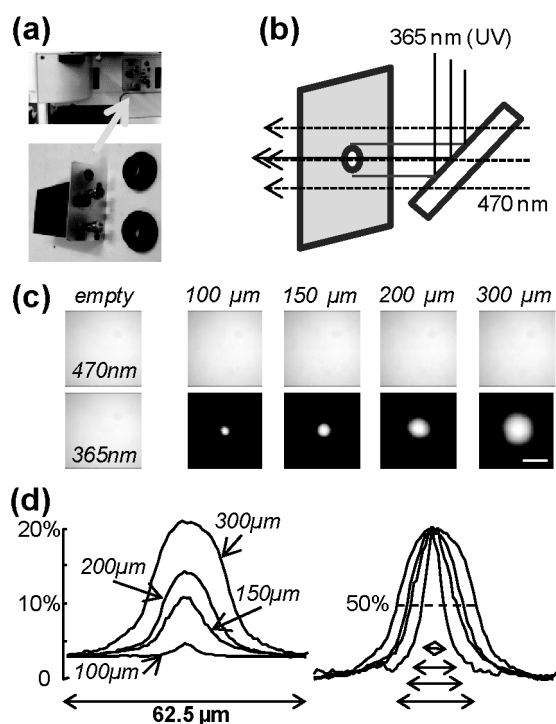 (a)
(b)
365 nm (UV)
470 nm
(c)
empty
100 µm
150 µm
200 µm
300 µm
470nm
365nm
(d)
20%
10%
0
300µm
200µm
150µm
100µm
62.5 µm
50%